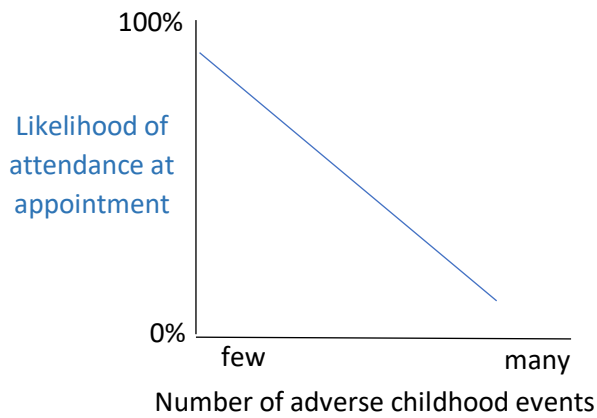 100%
Likelihood of
attendance at
appointment
0%
few
many
Number of adverse childhood events